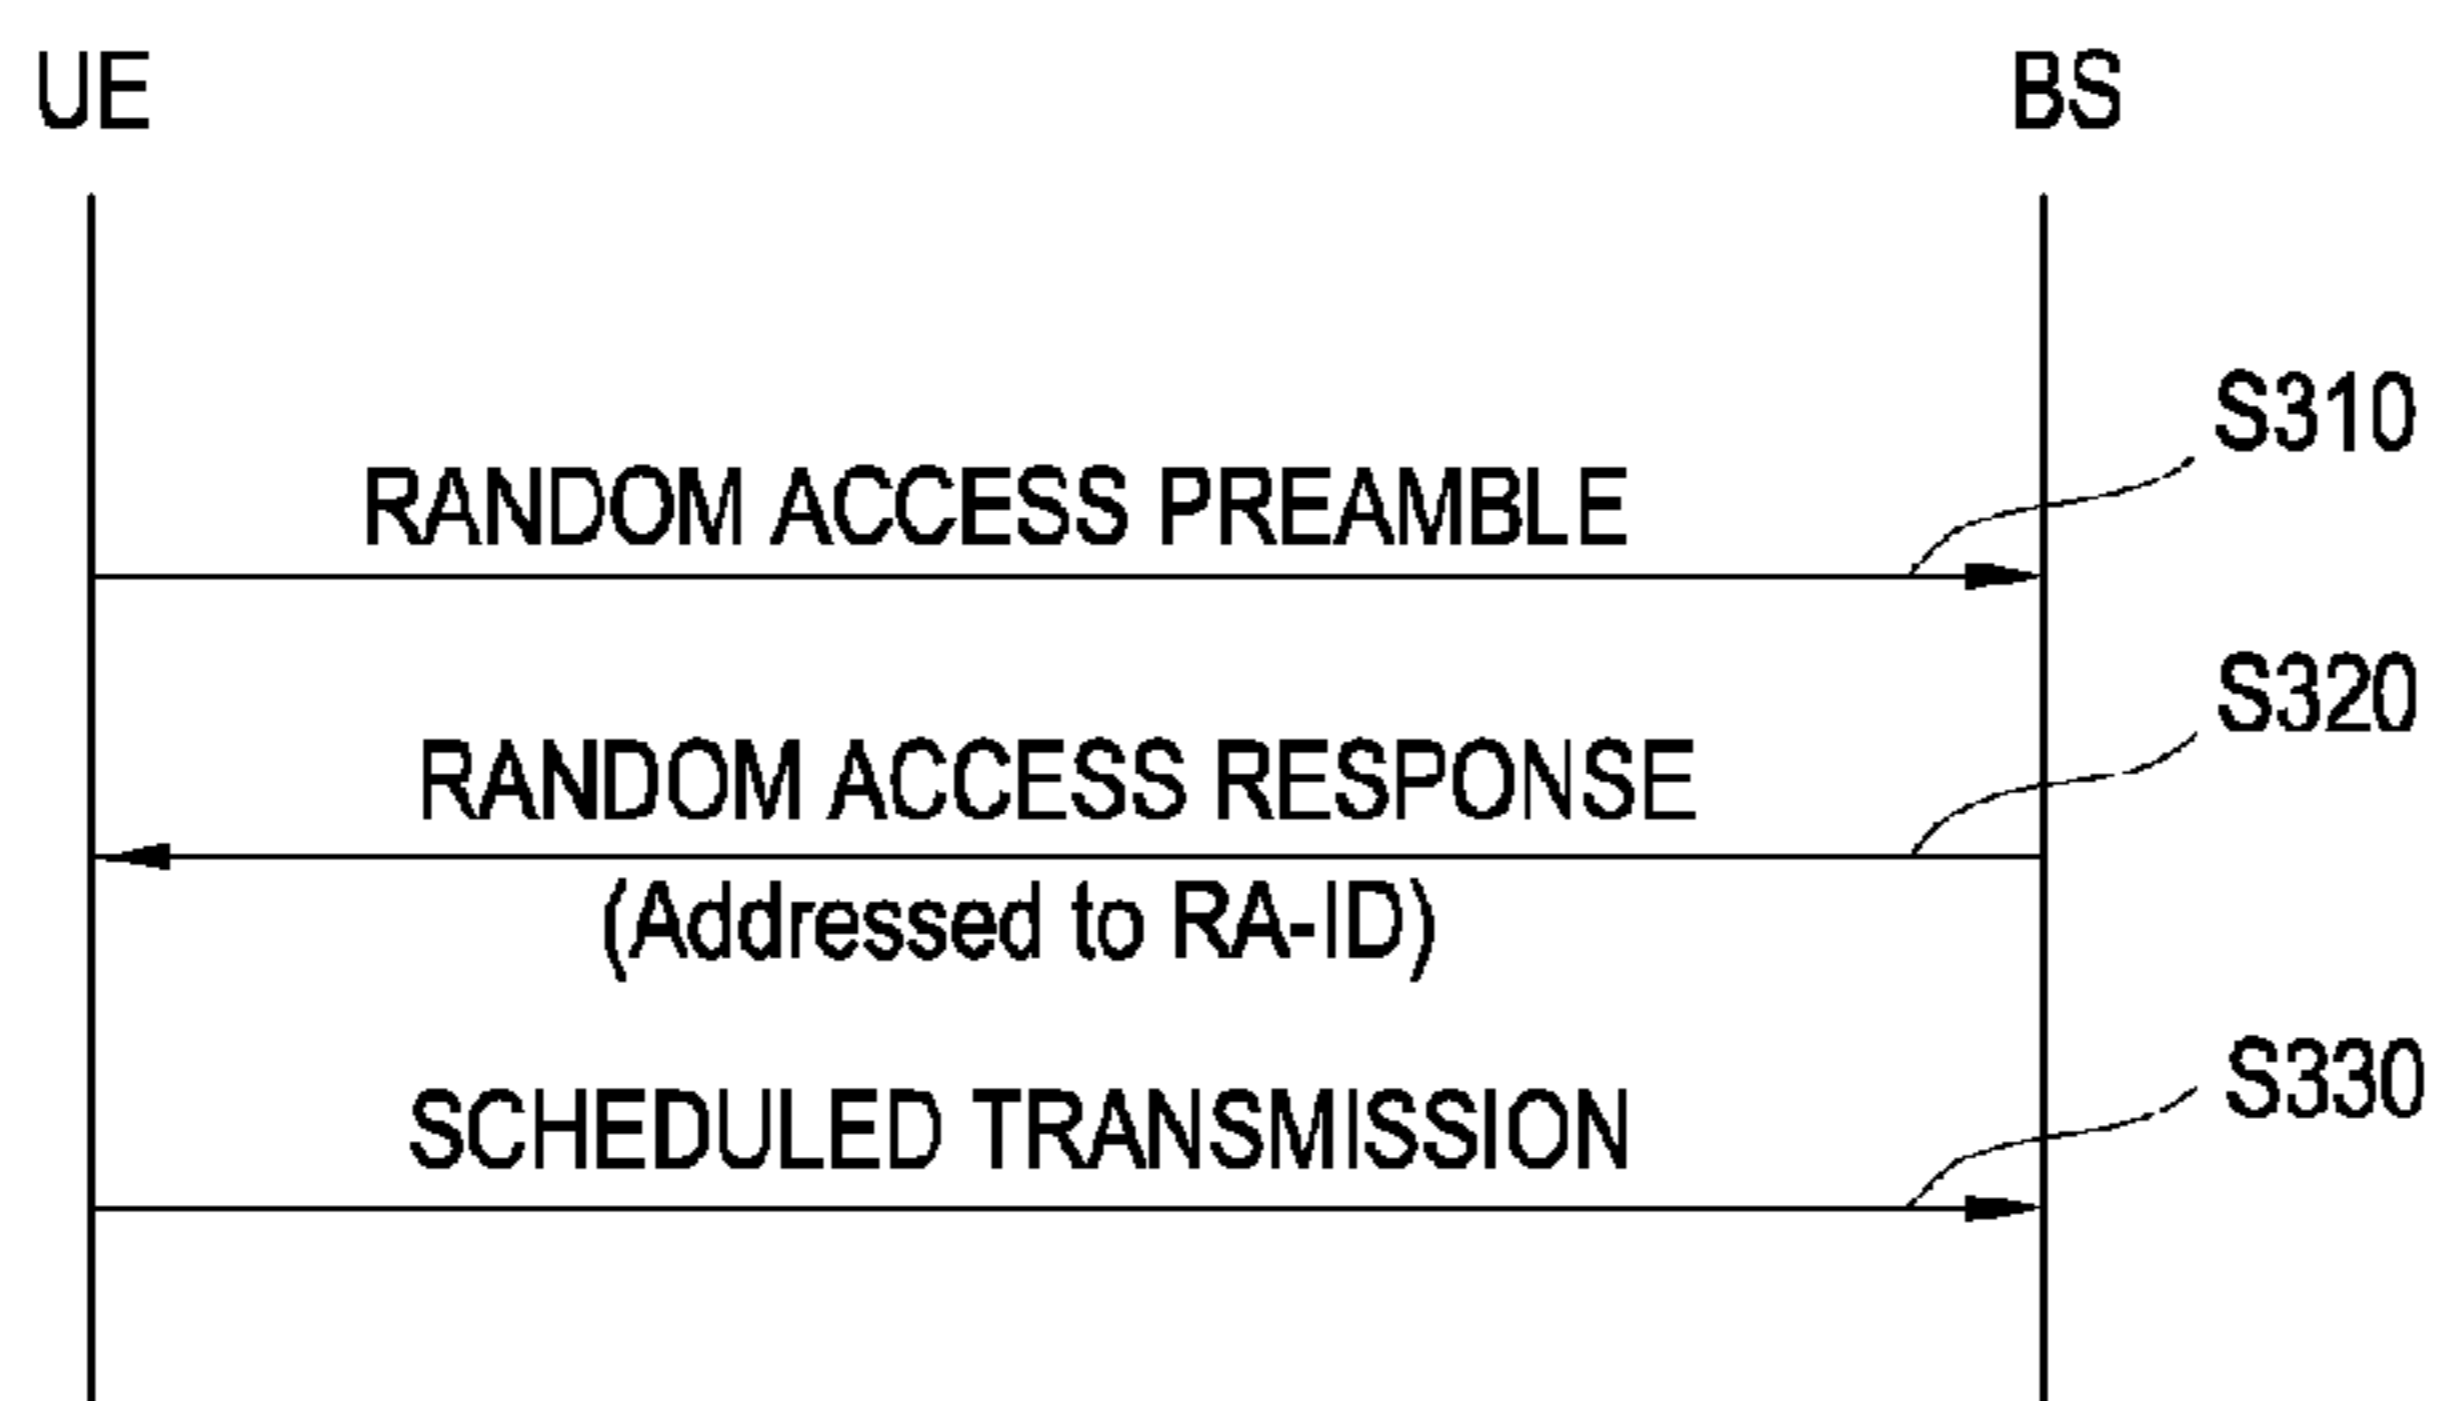 UE
BS
S310
RANDOM ACCESS PREAMBLE
S320
RANDOM ACCESS RESPONSE
(Addressed to RA-ID)
S330
SCHEDULED TRANSMISSION